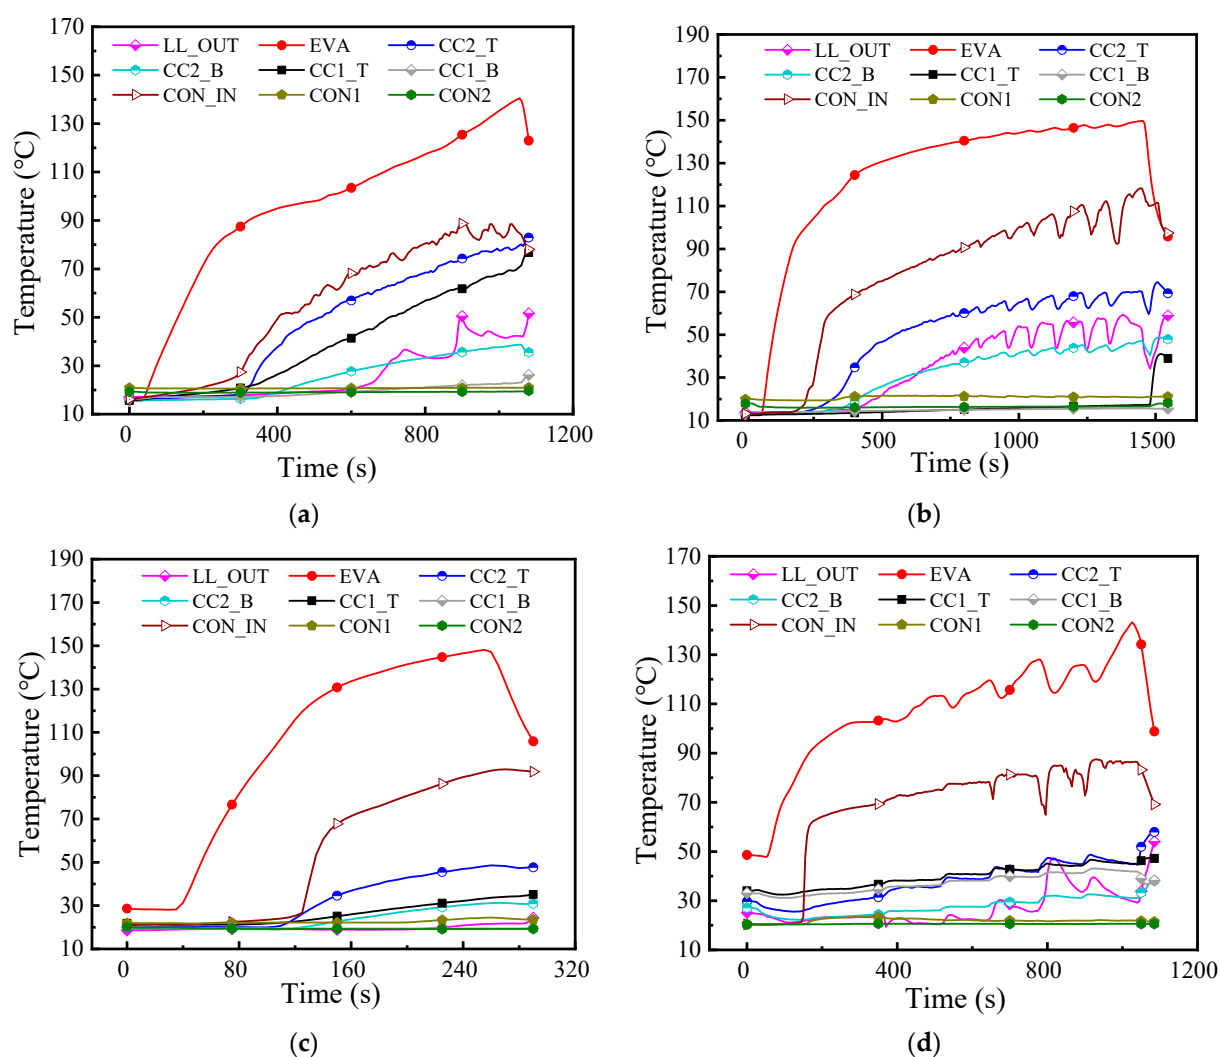 170
150
130
110
90
70
50
30
10
Temperature (°C)
LL_OUT EVA CC2_T
CC2_B CC1_T CC1_B
CON_IN CON1 CON2
0 400 800 1200
Time (s)
(a)
190
170
150
130
110
90
70
50
30
10
Temperature (°C)
LL_OUT EVA CC2_T
CC2_B CC1_T CC1_B
CON_IN CON1 CON2
0 500 1000 1500
Time (s)
(b)
190
170
150
130
110
90
70
50
30
10
Temperature (°C)
LL_OUT EVA CC2_T
CC2_B CC1_T CC1_B
CON_IN CON1 CON2
0 80 160 240 320
Time (s)
(c)
170
150
130
110
90
70
50
30
10
Temperature (°C)
LL_OUT EVA CC2_T
CC2_B CC1_T CC1_B
CON_IN CON1 CON2
0 400 800 1200
Time (s)
(d)